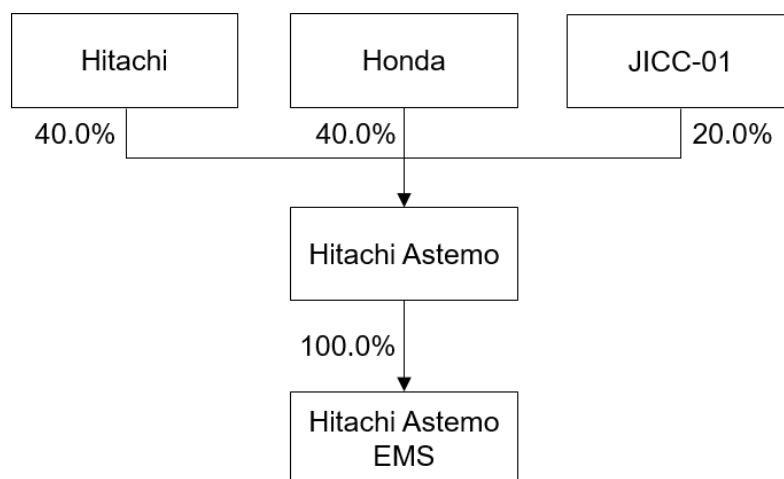 Hitachi
Honda
JICC-01
40.0%
40.0%
20.0%
Hitachi Astemo
100.0%
Hitachi Astemo
EMS